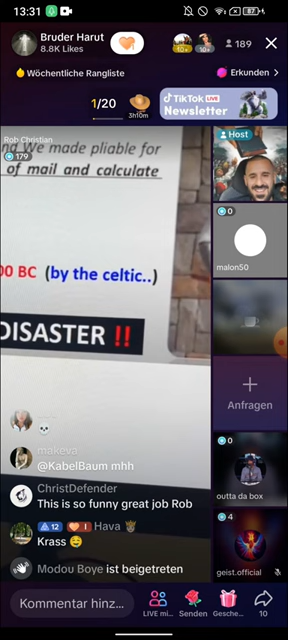 13:31
87
Bruder Harut
8.8K Likes
10+
10+
189
Wöchentliche Rangliste
Erkunden
1/20
3h10m
TikTok LIVE
Newsletter
Rob Christian
179
We made pliable for
of mail and calculate
00 BC (by the celtic..)
DISASTER !!
Host
0
malon50
Anfragen
0
outta da box
4
geist.official
makeva
@KabelBaum mhh
ChristDefender
This is so funny great job Rob
12
I
Hava
Krass
Modou Boye ist beigetreten
Kommentar hinz...
LIVE mi...
Senden
Gesche...
10